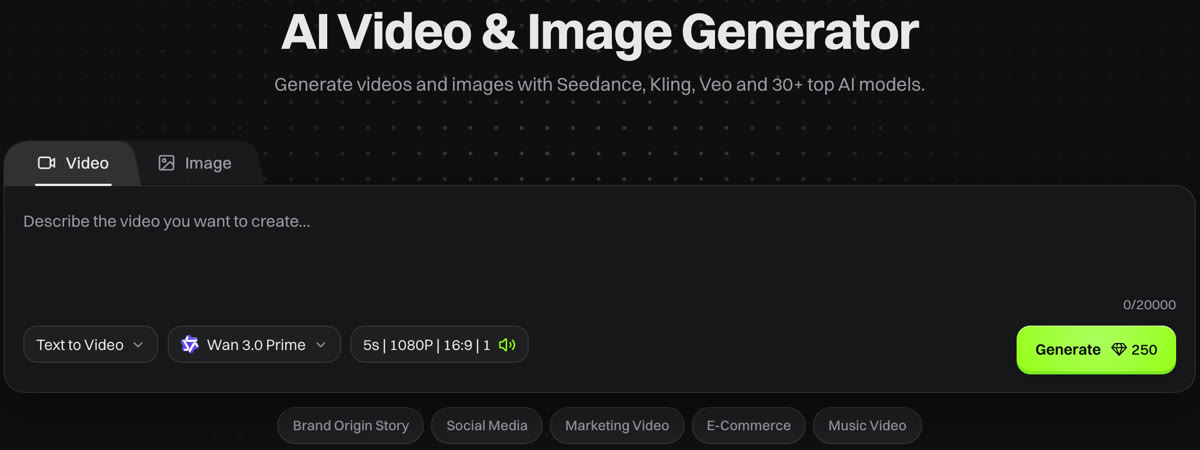 AI Video & Image Generator
Generate videos and images with Seedance, Kling, Veo and 30+ top AI models.
Video
Image
Describe the video you want to create...
0/20000
Text to Video
Wan 3.0 Prime
5s | 1080P | 16:9 | 1
Generate 250
Brand Origin Story
Social Media
Marketing Video
E-Commerce
Music Video